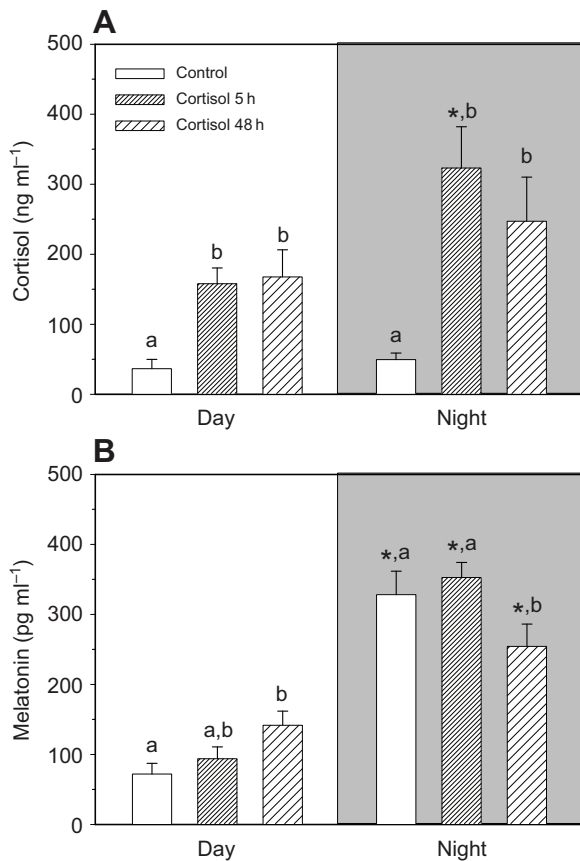 A
500
Control
Cortisol 5 h
Cortisol 48 h
400
300
200
100
0
Cortisol (ng ml⁻¹)
a
b
b
a
*,b
b
Day
Night
B
500
400
300
200
100
0
Melatonin (pg ml⁻¹)
a
a,b
b
*,a
*,a
*,b
Day
Night